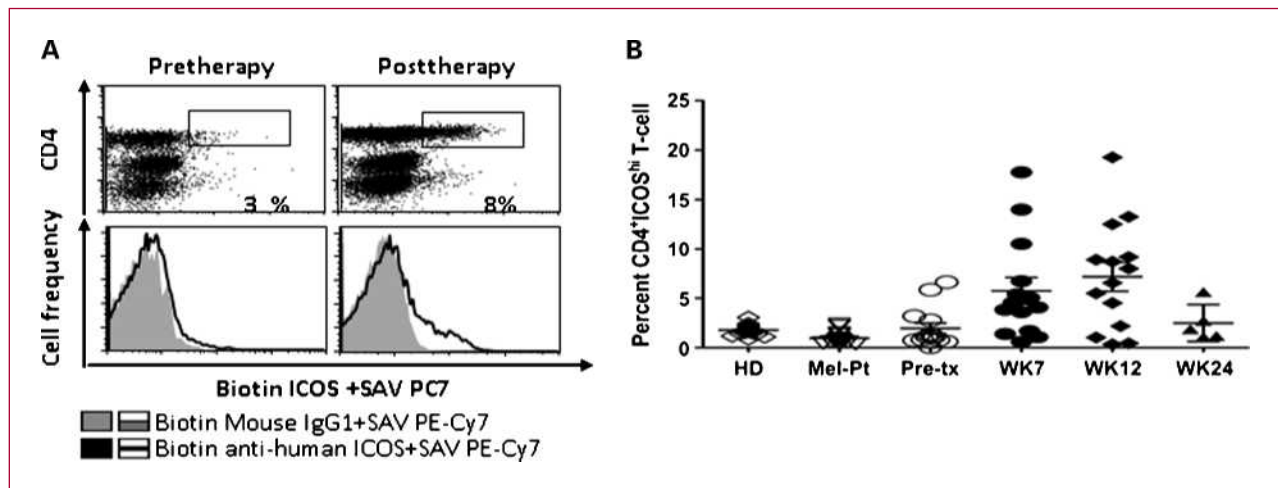 A
Pretherapy
Posttherapy
CD4
3 %
8%
Cell frequency
Biotin ICOS +SAV PC7
Biotin Mouse IgG1+SAV PE-Cy7
Biotin anti-human ICOS+SAV PE-Cy7
B
Percent CD4⁺ICOSʰⁱ T-cell
25
20
15
10
5
0
HD Mel-Pt Pre-tx WK7 WK12 WK24